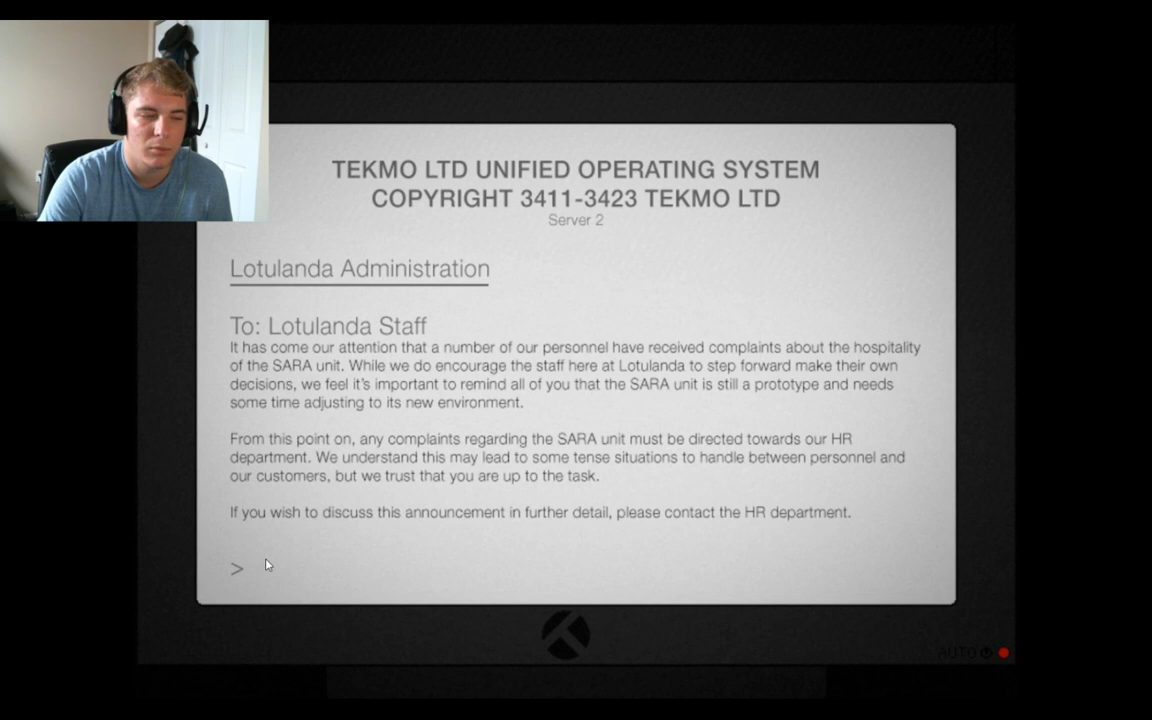 TEKMO LTD UNIFIED OPERATING SYSTEM
COPYRIGHT 3411-3423 TEKMO LTD
Server 2
Lotulanda Administration
To: Lotulanda Staff
It has come our attention that a number of our personnel have received complaints about the hospitality
of the SARA unit. While we do encourage the staff here at Lotulanda to step forward make their own
decisions, we feel it's important to remind all of you that the SARA unit is still a prototype and needs
some time adjusting to its new environment.
From this point on, any complaints regarding the SARA unit must be directed towards our HR
department. We understand this may lead to some tense situations to handle between personnel and
our customers, but we trust that you are up to the task.
If you wish to discuss this announcement in further detail, please contact the HR department.
>
AUTO